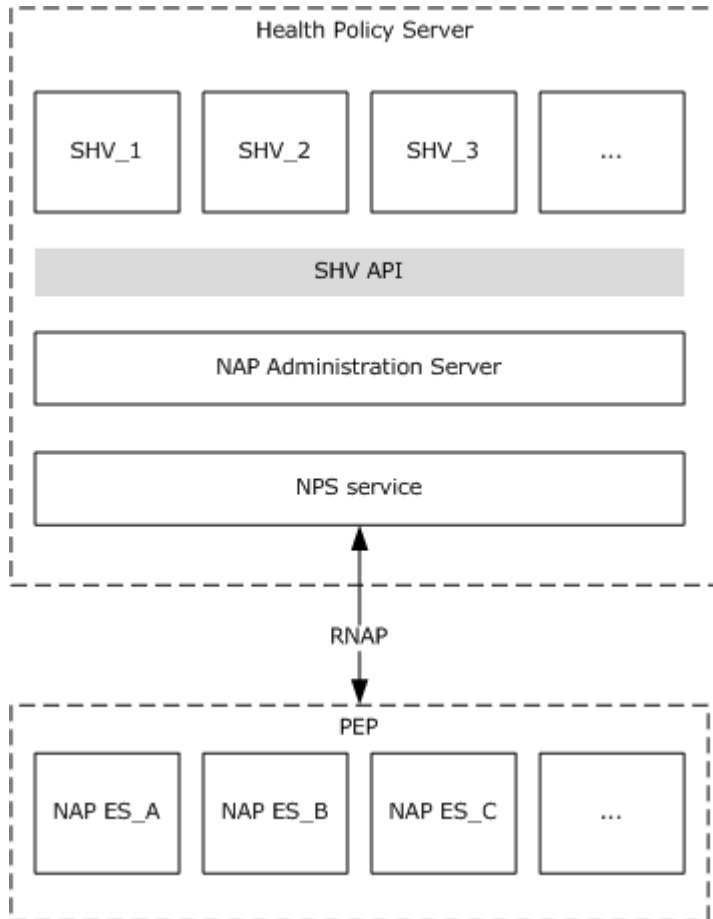 Health Policy Server
SHV_1 SHV_2 SHV_3 ...
SHV API
NAP Administration Server
NPS service
RNAP
PEP
NAP ES_A NAP ES_B NAP ES_C ...